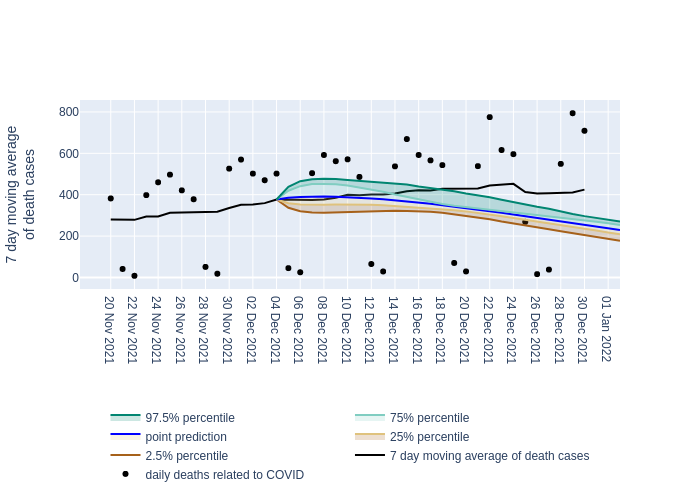 7 day moving average
of death cases
800
600
400
200
0
20 Nov 2021
22 Nov 2021
24 Nov 2021
26 Nov 2021
28 Nov 2021
30 Nov 2021
02 Dec 2021
04 Dec 2021
06 Dec 2021
08 Dec 2021
10 Dec 2021
12 Dec 2021
14 Dec 2021
16 Dec 2021
18 Dec 2021
20 Dec 2021
22 Dec 2021
24 Dec 2021
26 Dec 2021
28 Dec 2021
30 Dec 2021
01 Jan 2022
97.5% percentile
75% percentile
point prediction
25% percentile
2.5% percentile
7 day moving average of death cases
daily deaths related to COVID